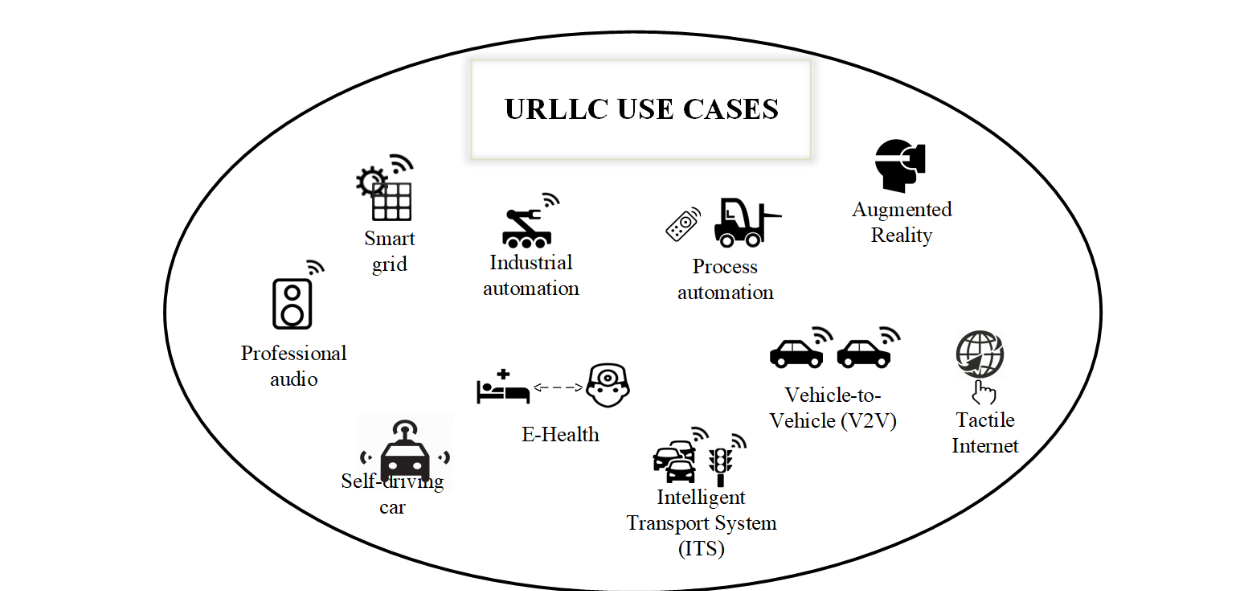 URLLC USE CASES
Smart
grid
Industrial
automation
Process
automation
Augmented
Reality
Professional
audio
E-Health
Vehicle-to-
Vehicle (V2V)
Tactile
Internet
Self-driving
car
Intelligent
Transport System
(ITS)